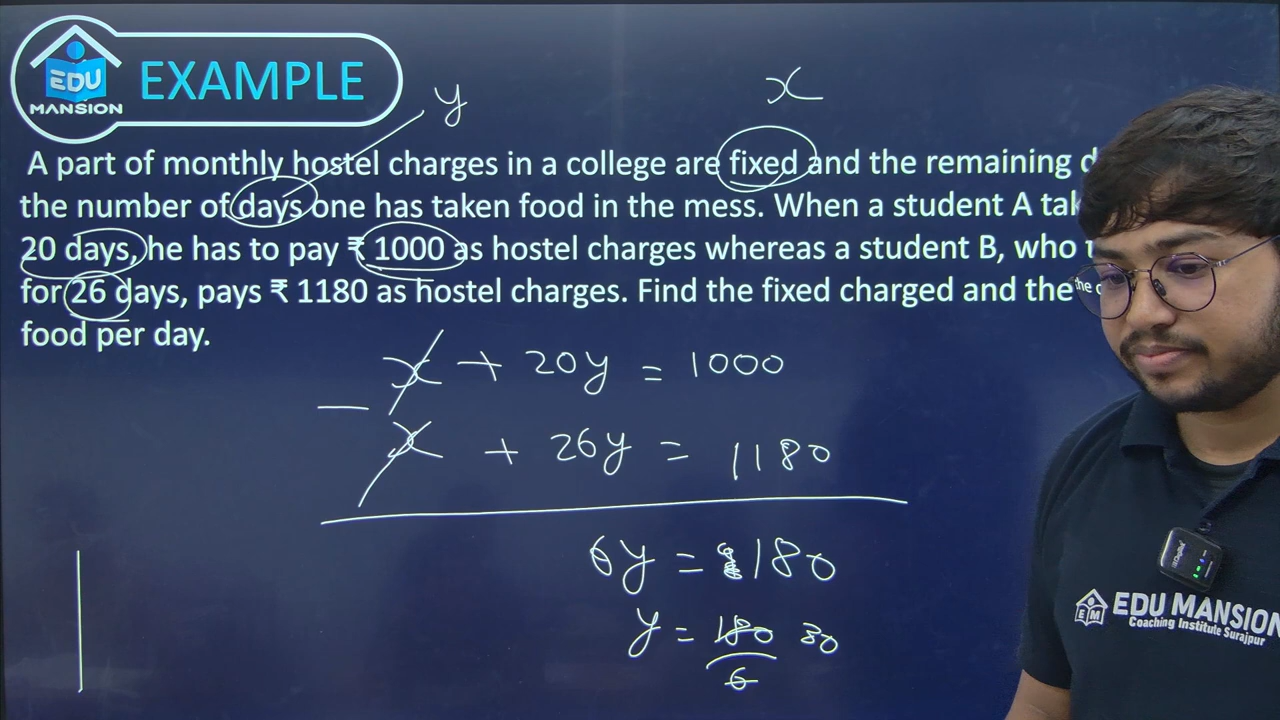 EDU
MANSION
EXAMPLE
y
x
A part of monthly hostel charges in a college are fixed and the remaining
the number of days one has taken food in the mess. When a student A
20 days, he has to pay ₹ 1000 as hostel charges whereas a student B, who
for 26 days, pays ₹ 1180 as hostel charges. Find the fixed charged and the
food per day.
x + 20y = 1000
— x + 26y = 1180
6y = 180
y = 180 30
6
EM
EDU MANSION
Coaching Institute Surajpur